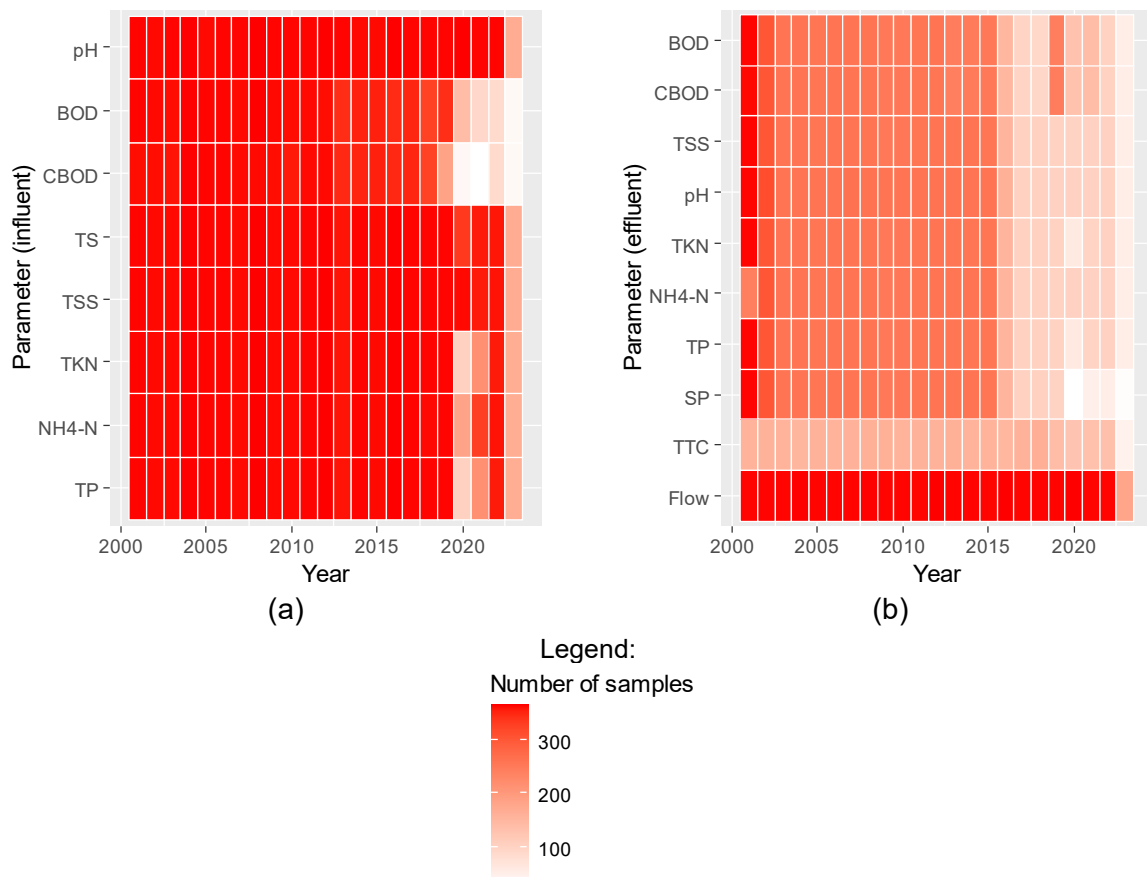 Parameter (influent)
pH
BOD
CBOD
TS
TSS
TKN
NH4-N
TP
2000 2005 2010 2015 2020
Year
(a)
Parameter (effluent)
BOD
CBOD
TSS
pH
TKN
NH4-N
TP
SP
TTC
Flow
2000 2005 2010 2015 2020
Year
(b)
Legend:
Number of samples
300
200
100